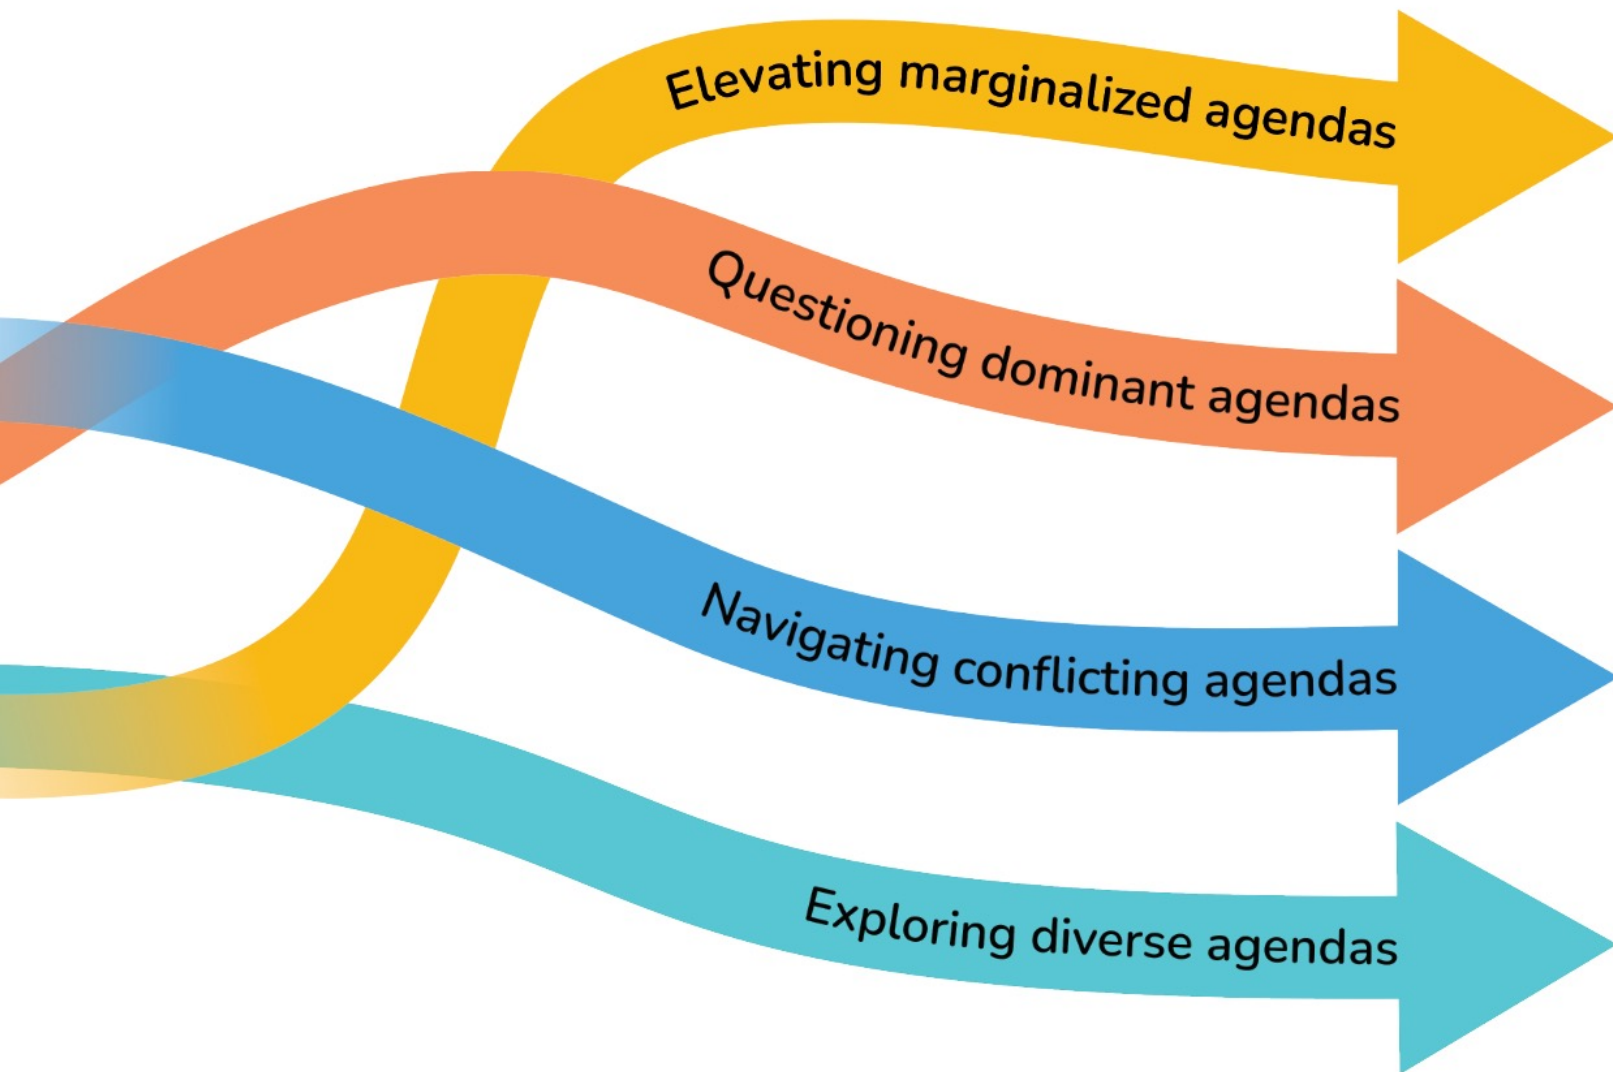 Elevating marginalized agendas
Questioning dominant agendas
Navigating conflicting agendas
Exploring diverse agendas